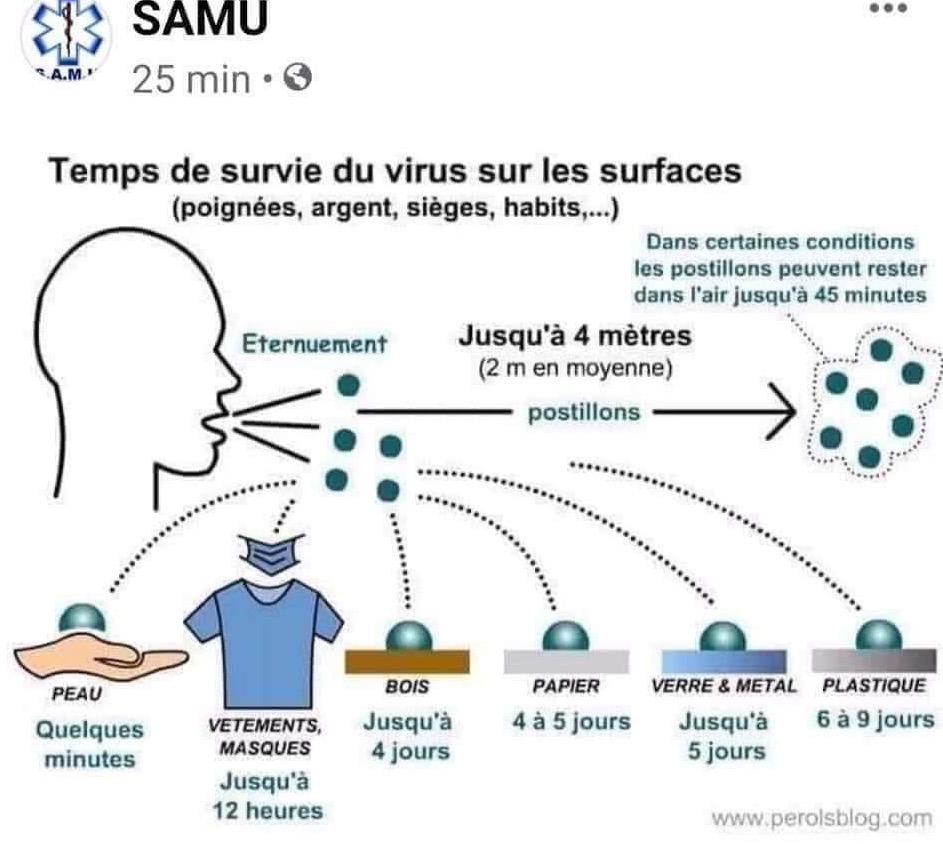 SAMU
S.A.M.U
25 min
Temps de survie du virus sur les surfaces
(poignées, argent, sièges, habits,...)
Dans certaines conditions
les postillons peuvent rester
dans l'air jusqu'à 45 minutes
Eternuement
Jusqu'à 4 mètres
(2 m en moyenne)
postillons
PEAU
Quelques
minutes
VETEMENTS,
MASQUES
Jusqu'à
12 heures
BOIS
Jusqu'à
4 jours
PAPIER
4 à 5 jours
VERRE & METAL
Jusqu'à
5 jours
PLASTIQUE
6 à 9 jours
www.perolsblog.com